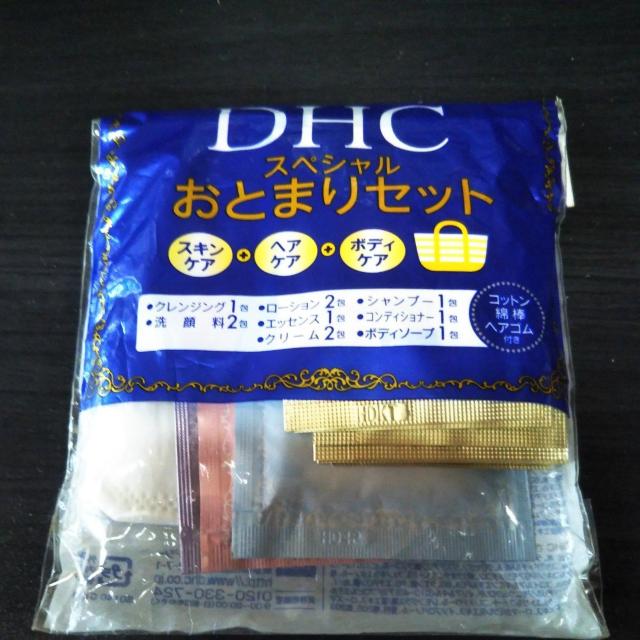 DHC
スペシャル
おとまりセット
スキン
ケア
+
ヘア
ケア
+
ボディ
ケア
・クレンジング1包
・洗顔料2包
・ローション2包
・エッセンス1包
・クリーム2包
・シャンプー1包
・コンディショナー1包
・ボディソープ1包
コットン
綿棒
ヘアゴム
付き
0120-330-724